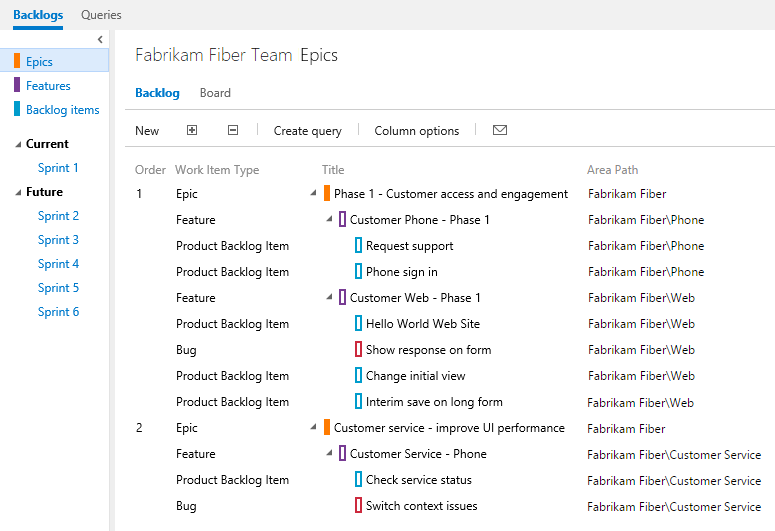 Backlogs Queries
Epics
Features
Backlog items
Current
Sprint 1
Future
Sprint 2
Sprint 3
Sprint 4
Sprint 5
Sprint 6
Fabrikam Fiber Team Epics
Backlog Board
New Create query Column options
Order Work Item Type Title Area Path
1 Epic Phase 1 - Customer access and engagement Fabrikam Fiber
Feature Customer Phone - Phase 1 Fabrikam Fiber\Phone
Product Backlog Item Request support Fabrikam Fiber\Phone
Product Backlog Item Phone sign in Fabrikam Fiber\Phone
Feature Customer Web - Phase 1 Fabrikam Fiber\Web
Product Backlog Item Hello World Web Site Fabrikam Fiber\Web
Bug Show response on form Fabrikam Fiber\Web
Product Backlog Item Change initial view Fabrikam Fiber\Web
Product Backlog Item Interim save on long form Fabrikam Fiber\Web
2 Epic Customer service - improve UI performance Fabrikam Fiber
Feature Customer Service - Phone Fabrikam Fiber\Customer Service
Product Backlog Item Check service status Fabrikam Fiber\Customer Service
Bug Switch context issues Fabrikam Fiber\Customer Service